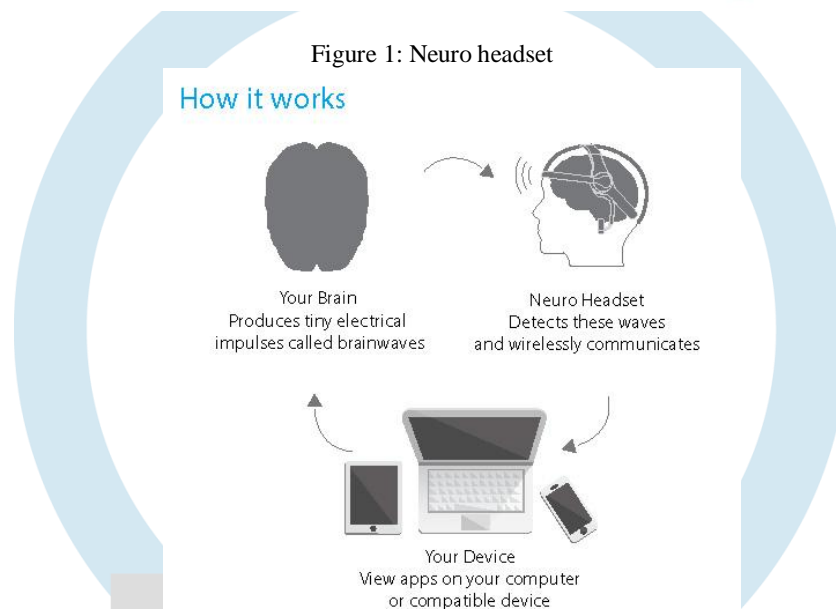 Figure 1: Neuro headset
How it works
Your Brain
Produces tiny electrical
impulses called brainwaves
Neuro Headset
Detects these waves
and wirelessly communicates
Your Device
View apps on your computer
or compatible device